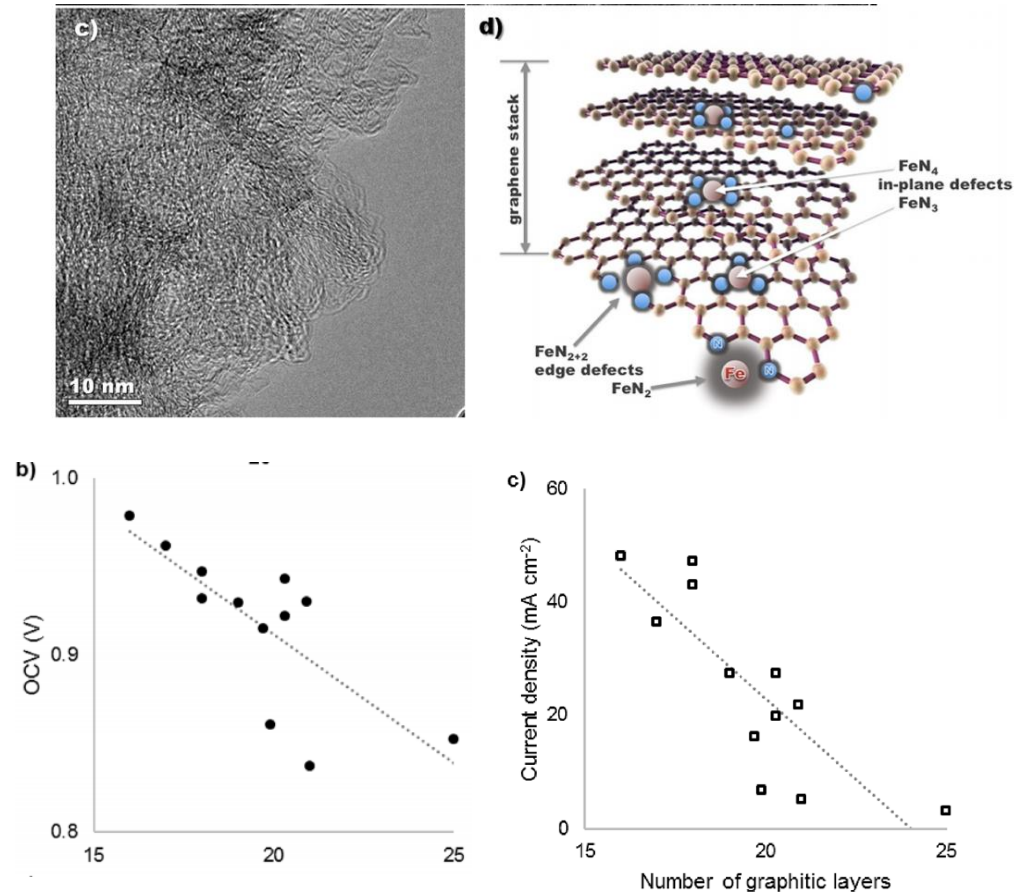 c)
10 nm
d)
graphene stack
FeN4
in-plane defects
FeN3
FeN2+2
edge defects
FeN2
Fe
N
N
b)
1.0
0.9
0.8
OCV (V)
15
20
25
c)
60
40
20
0
Current density (mA cm-2)
15
20
25
Number of graphitic layers